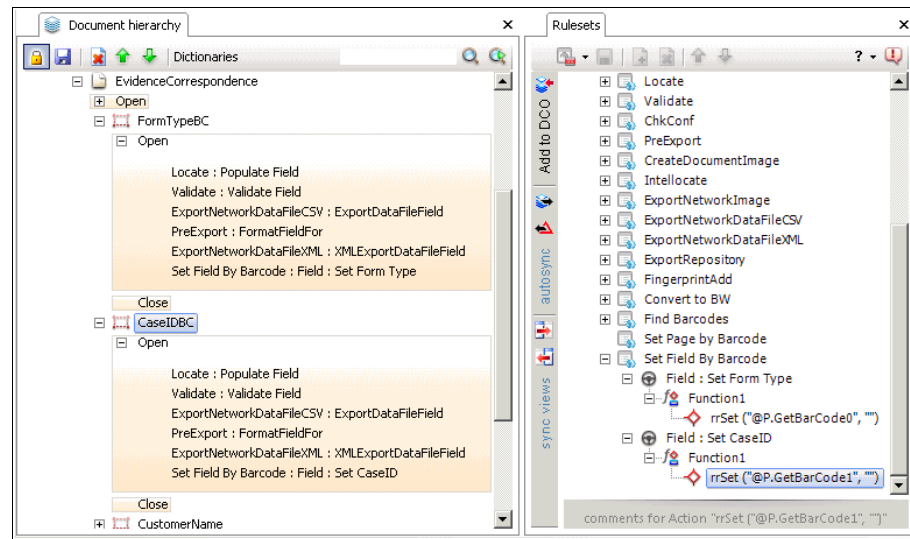 Document hierarchy
Dictionaries
EvidenceCorrespondence
Open
FormTypeBC
Open
Locate : Populate Field
Validate : Validate Field
ExportNetworkDataFileCSV : ExportDataFileField
PreExport : FormatFieldFor
ExportNetworkDataFileXML : XMLExportDataFileField
Set Field By Barcode : Field : Set Form Type
Close
CaseIDBC
Open
Locate : Populate Field
Validate : Validate Field
ExportNetworkDataFileCSV : ExportDataFileField
PreExport : FormatFieldFor
ExportNetworkDataFileXML : XMLExportDataFileField
Set Field By Barcode : Field : Set CaseID
Close
CustomerName
Rulesets
?
Add to DCO
autosync
sync views
Locate
Validate
ChkConf
PreExport
CreateDocumentImage
Intellocate
ExportNetworkImage
ExportNetworkDataFileCSV
ExportNetworkDataFileXML
ExportRepository
FingerprintAdd
Convert to BW
Find Barcodes
Set Page by Barcode
Set Field By Barcode
Field : Set Form Type
Function1
rrSet ("@P.GetBarCode0", "")
Field : Set CaseID
Function1
rrSet ("@P.GetBarCode1", "")
comments for Action "rrSet ("@P.GetBarCode1", "")"